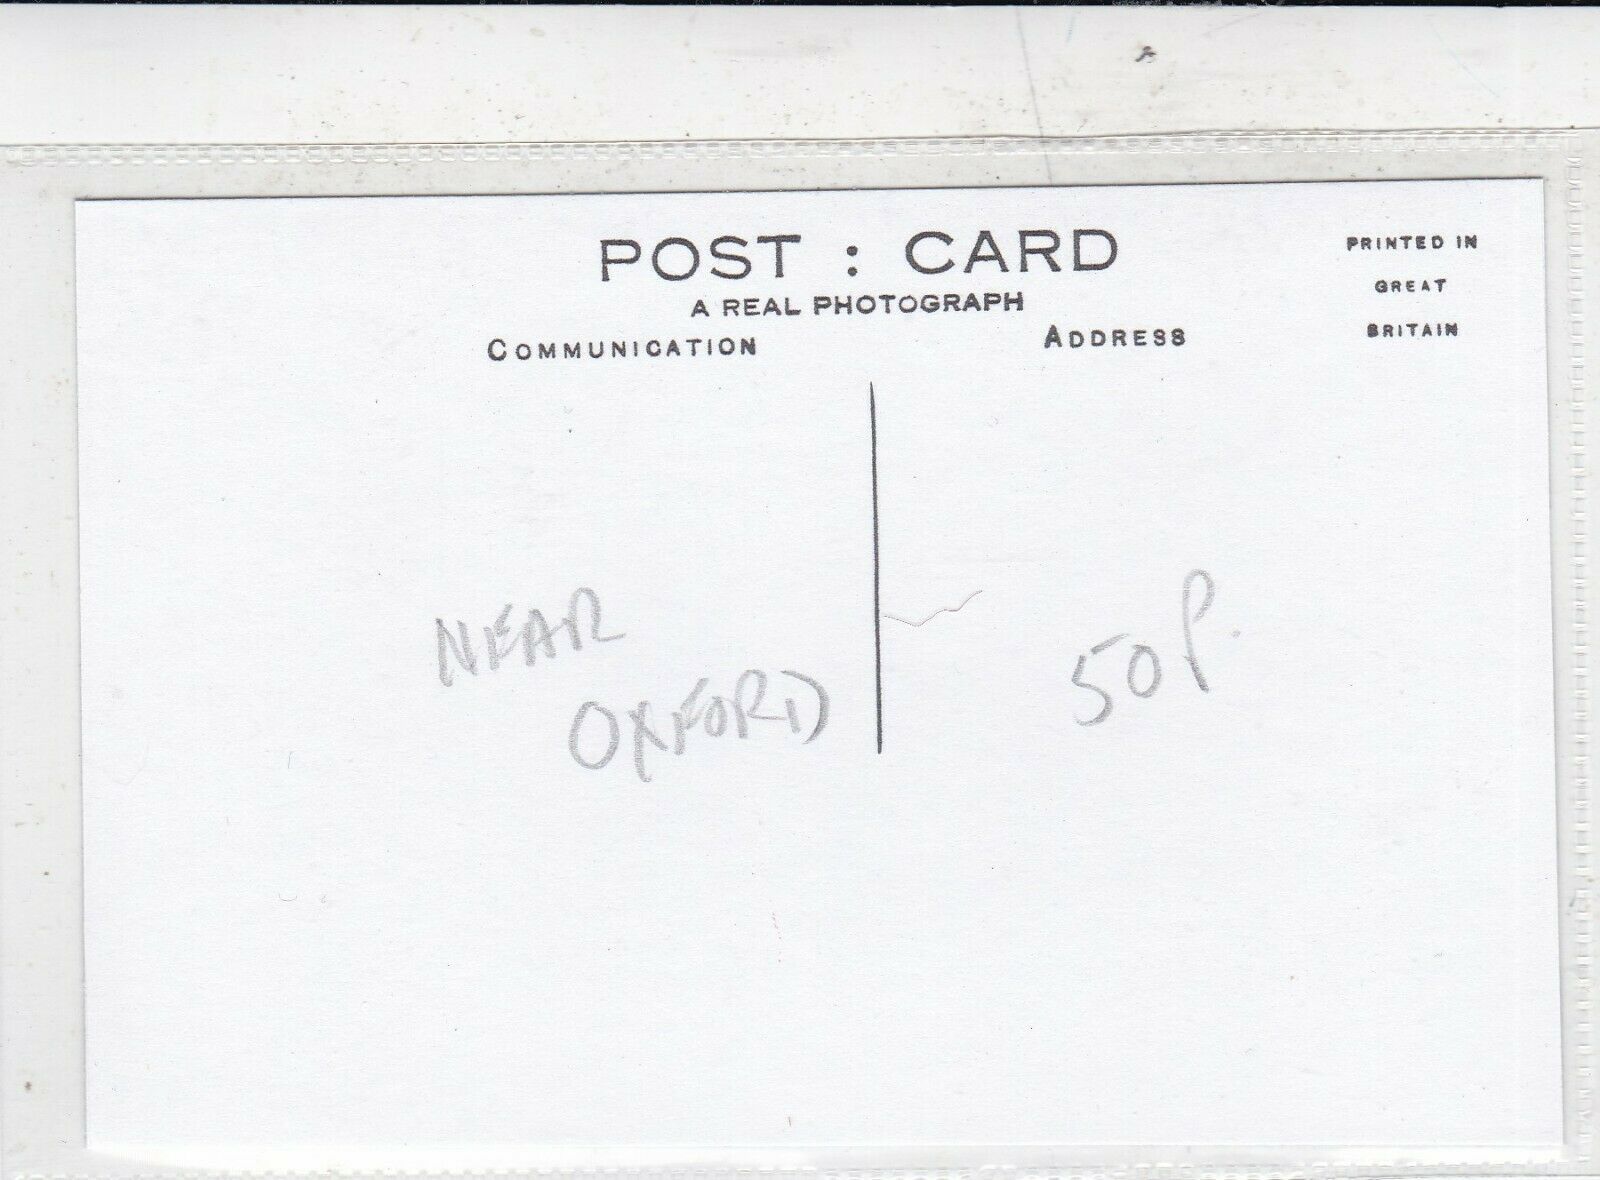 POST : CARD
A REAL PHOTOGRAPH
COMMUNICATION
ADDRESS
PRINTED IN
GREAT
BRITAIN
NEAR
OXFORD
50p.